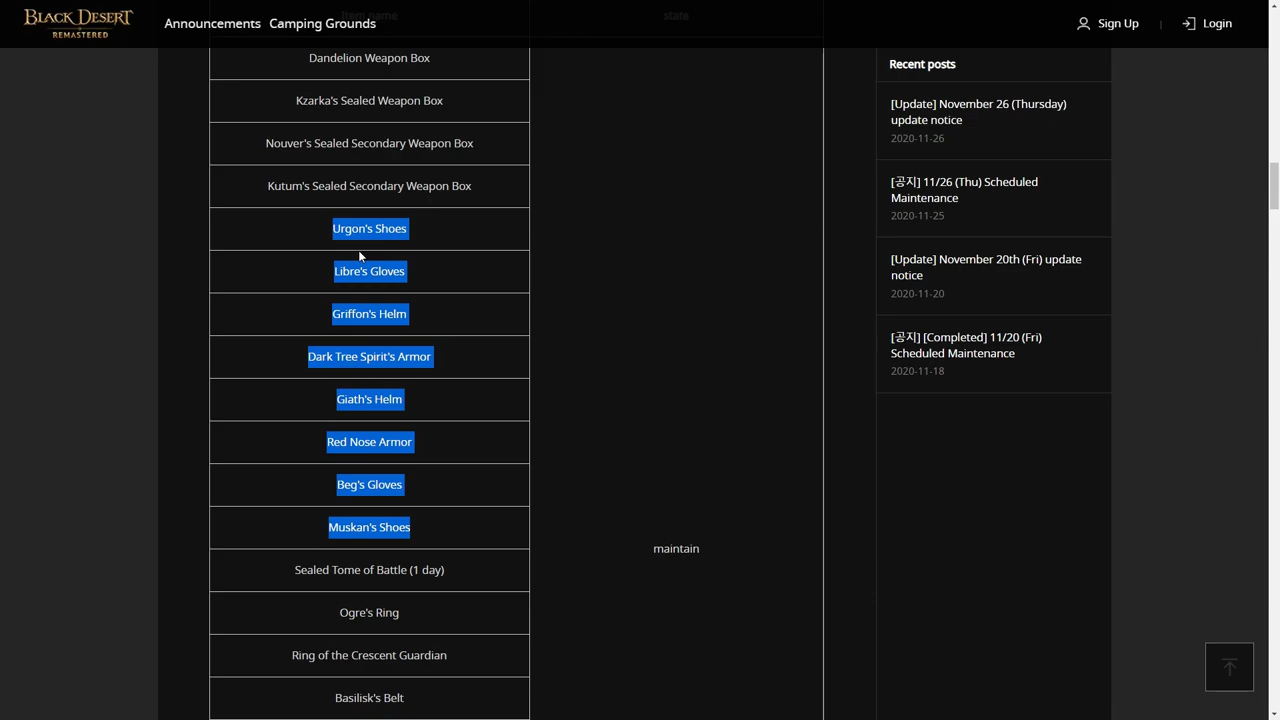 BLACK DESERT
REMASTERED
Announcements
Camping Grounds
Sign Up
Login
item name
state
Dandelion Weapon Box
Kzarka's Sealed Weapon Box
Nouver's Sealed Secondary Weapon Box
Kutum's Sealed Secondary Weapon Box
Urgon's Shoes
Libre's Gloves
Griffon's Helm
Dark Tree Spirit's Armor
Giath's Helm
Red Nose Armor
Beg's Gloves
Muskan's Shoes
Sealed Tome of Battle (1 day)
Ogre's Ring
Ring of the Crescent Guardian
Basilisk's Belt
maintain
Recent posts
[Update] November 26 (Thursday)
update notice
2020-11-26
[공지] 11/26 (Thu) Scheduled
Maintenance
2020-11-25
[Update] November 20th (Fri) update
notice
2020-11-20
[공지] [Completed] 11/20 (Fri)
Scheduled Maintenance
2020-11-18